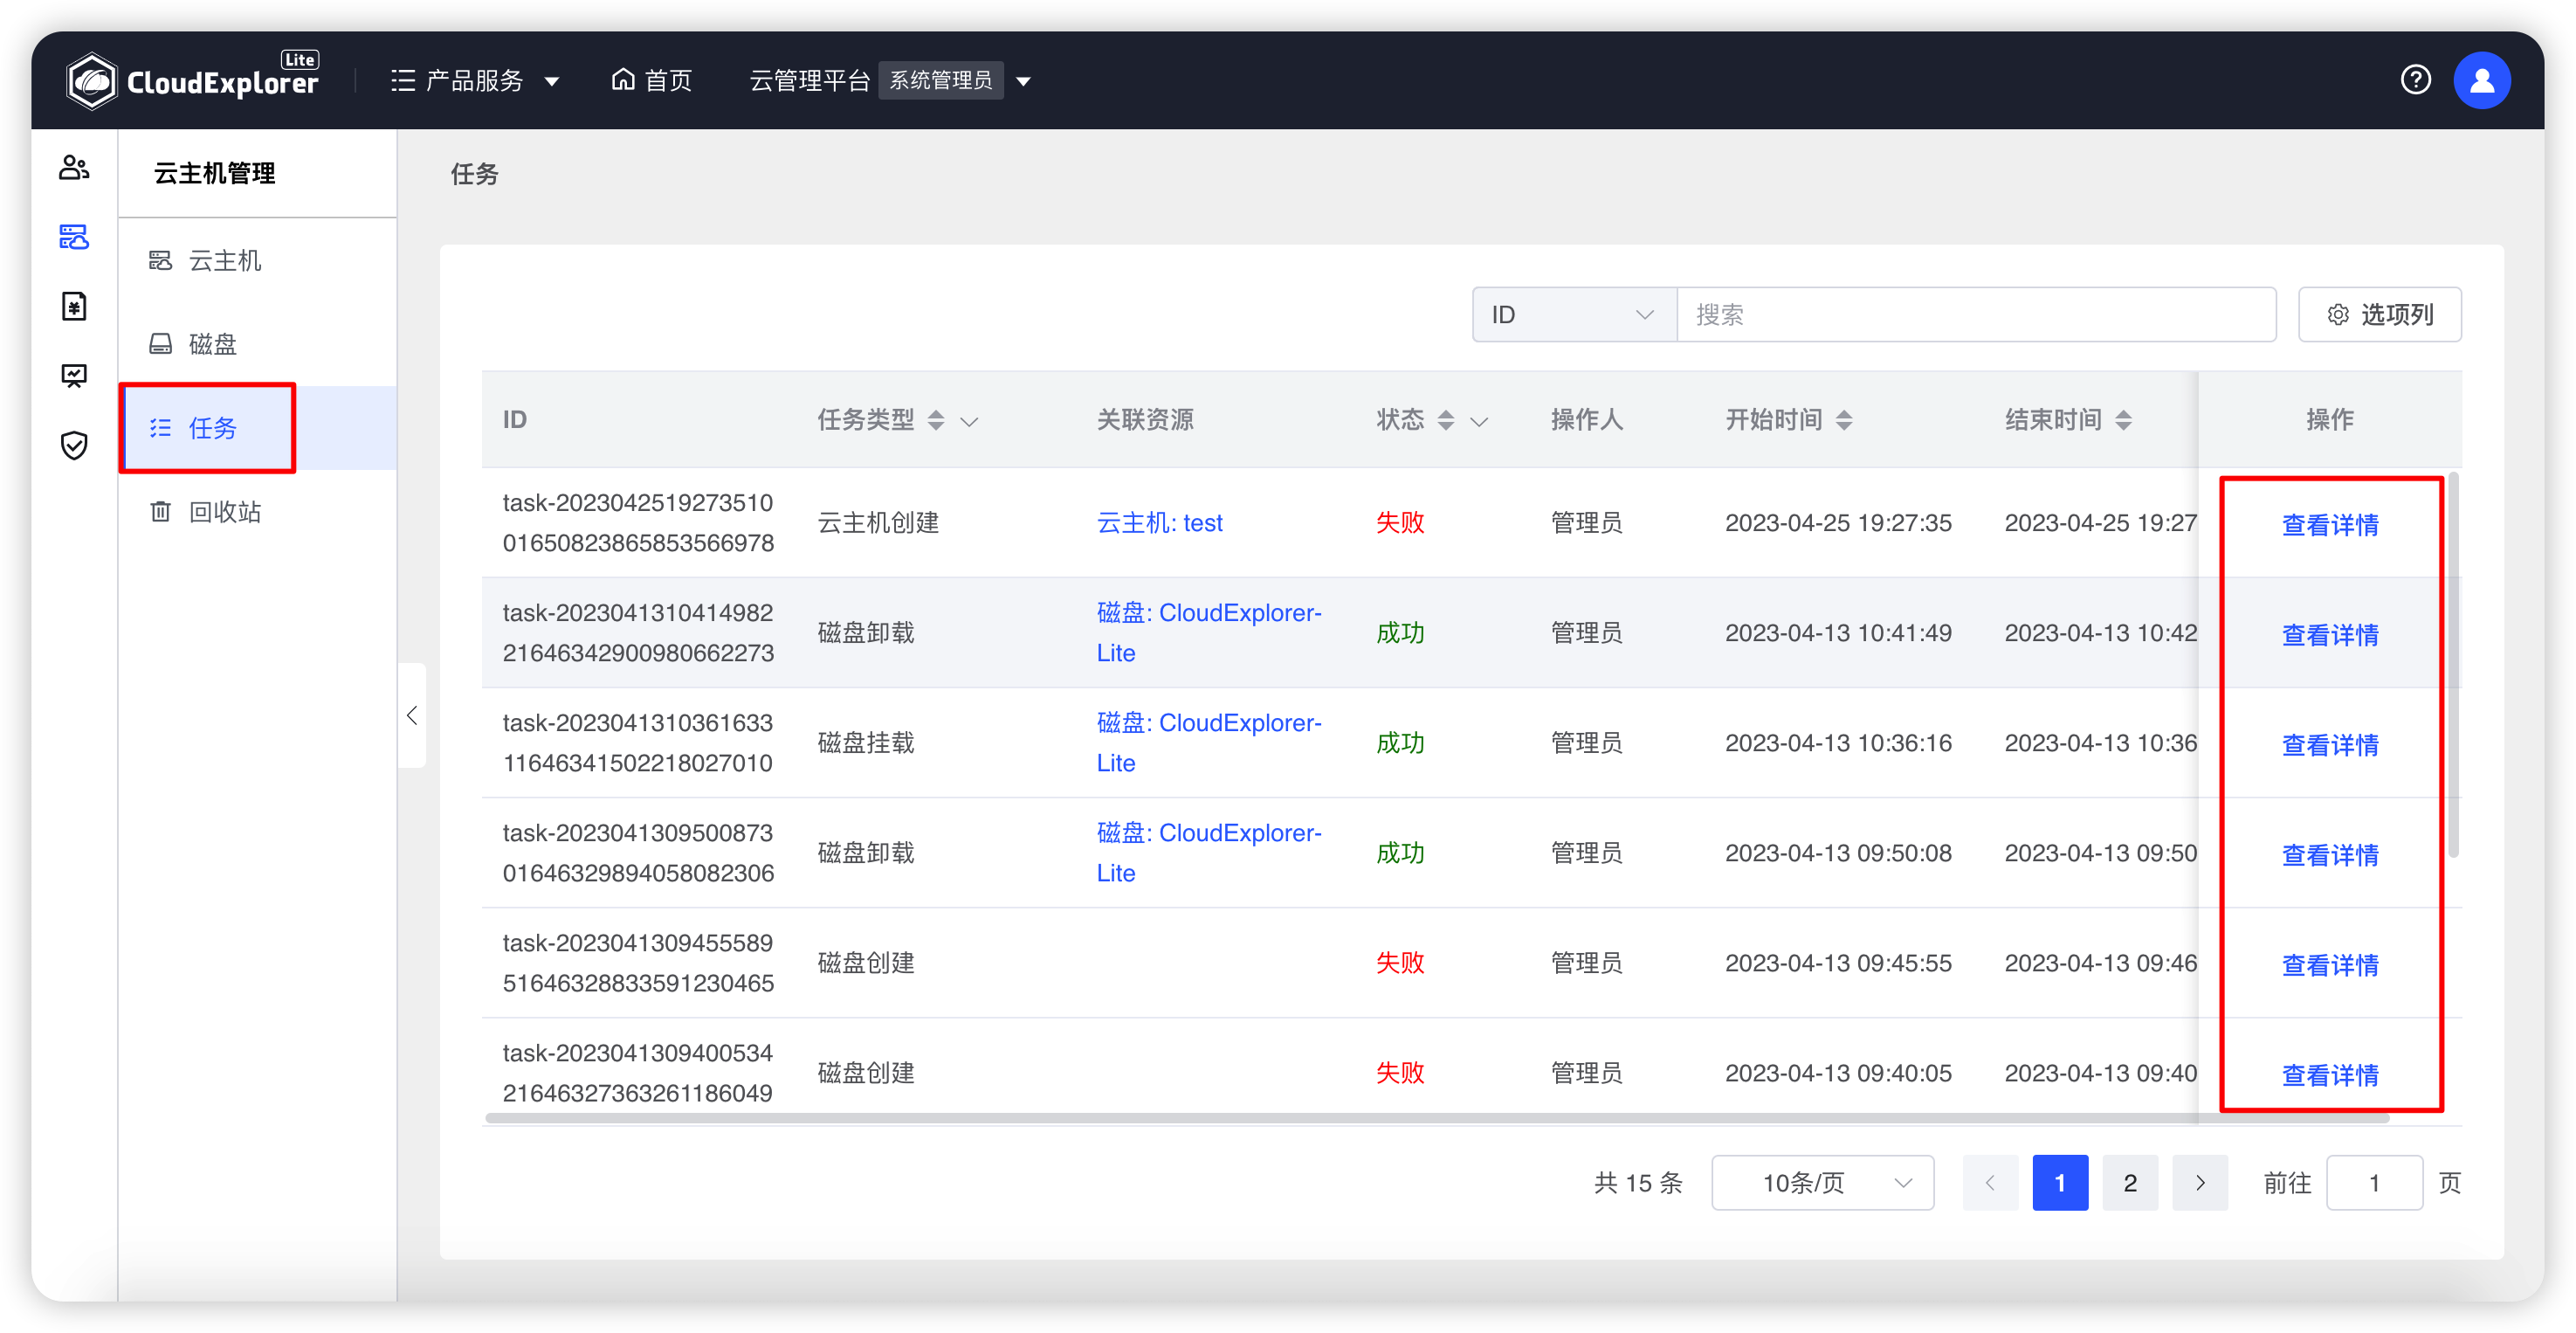 CloudExplorer Lite
产品服务
首页
云管理平台 系统管理员
云主机管理
云主机
磁盘
任务
回收站
任务
ID
搜索
选项列
ID 任务类型 关联资源 状态 操作人 开始时间 结束时间 操作
task-2023042519273510
01650823865853566978
云主机创建
云主机: test
失败
管理员
2023-04-25 19:27:35
2023-04-25 19:27
查看详情
task-2023041310414982
21646342900980662273
磁盘卸载
磁盘: CloudExplorer-
Lite
成功
管理员
2023-04-13 10:41:49
2023-04-13 10:42
查看详情
task-2023041310361633
11646341502218027010
磁盘挂载
磁盘: CloudExplorer-
Lite
成功
管理员
2023-04-13 10:36:16
2023-04-13 10:36
查看详情
task-2023041309500873
01646329894058082306
磁盘卸载
磁盘: CloudExplorer-
Lite
成功
管理员
2023-04-13 09:50:08
2023-04-13 09:50
查看详情
task-2023041309455589
51646328833591230465
磁盘创建
失败
管理员
2023-04-13 09:45:55
2023-04-13 09:46
查看详情
task-2023041309400534
21646327363261186049
磁盘创建
失败
管理员
2023-04-13 09:40:05
2023-04-13 09:40
查看详情
共 15 条
10条/页
1
2
前往 1 页